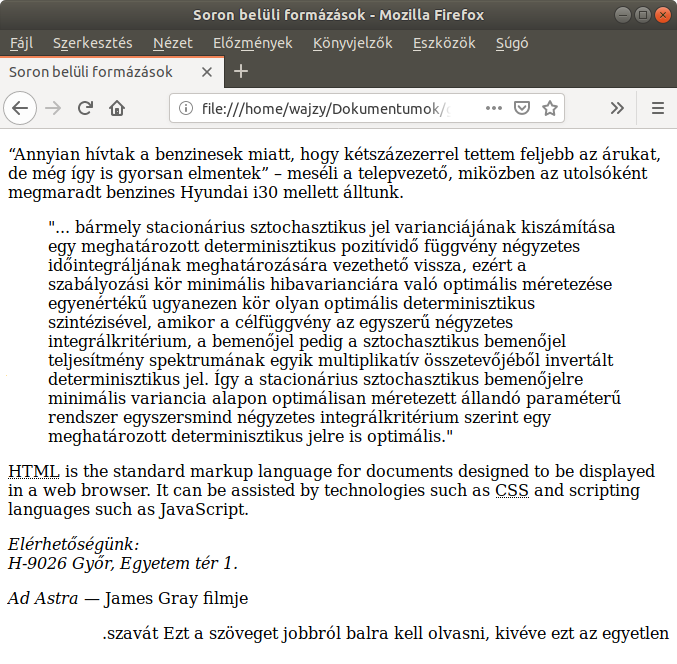 Soron belüli formázások - Mozilla Firefox
Fájl Szerkesztés Nézet Előzmények Könyvjelzők Eszközök Súgó
Soron belüli formázások
file:///home/wajzy/Dokumentumok/
“Annyian hívtak a benzinesek miatt, hogy kétszázezerrel tettem feljebb az árukat,
de még így is gyorsan elmentek” – meséli a telepvezető, miközben az utolsóként
megmaradt benzines Hyundai i30 mellett álltunk.
"... bármely stacionárius sztochasztikus jel varianciájának kiszámítása
egy meghatározott determinisztikus pozitívidő függvény négyzetes
időintegráljának meghatározására vezethető vissza, ezért a
szabályozási kör minimális hibavarianciára való optimális méretezése
egyenértékű ugyanezen kör olyan optimális determinisztikus
szintézisével, amikor a célfüggvény az egyszerű négyzetes
integrálkritérium, a bemenőjel pedig a sztochasztikus bemenőjel
teljesítmény spektrumának egyik multiplikatív összetevőjéből invertált
determinisztikus jel. Így a stacionárius sztochasztikus bemenőjelre
minimális variancia alapon optimálisan méretezett állandó paraméterű
rendszer egyszersmind négyzetes integrálkritérium szerint egy
meghatározott determinisztikus jelre is optimális."
HTML is the standard markup language for documents designed to be displayed
in a web browser. It can be assisted by technologies such as CSS and scripting
languages such as JavaScript.
Elérhetőségünk:
H-9026 Győr, Egyetem tér 1.
Ad Astra — James Gray filmje
.szavát Ezt a szöveget jobbról balra kell olvasni, kivéve ezt az egyetlen